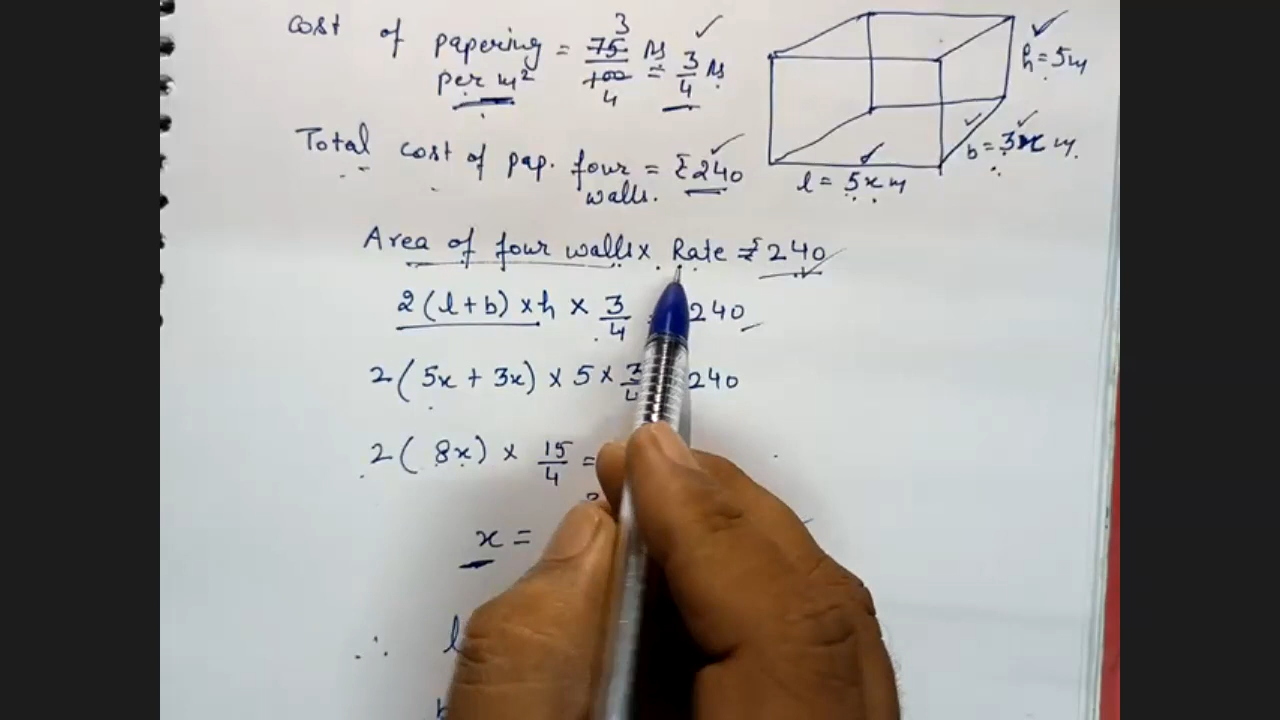 cost of papering per m² = 75/100 Rs = 3/4 Rs
3
4
h = 5m
b = 3x m.
l = 5x m
Total cost of pap. four walls. = ₹240
Area of four walls x Rate = ₹240
2 (l + b) × h × 3/4 240
2 ( 5x + 3x) × 5 × 3/4 240
2 ( 8x) × 15/4 =
x =
∴ l
b